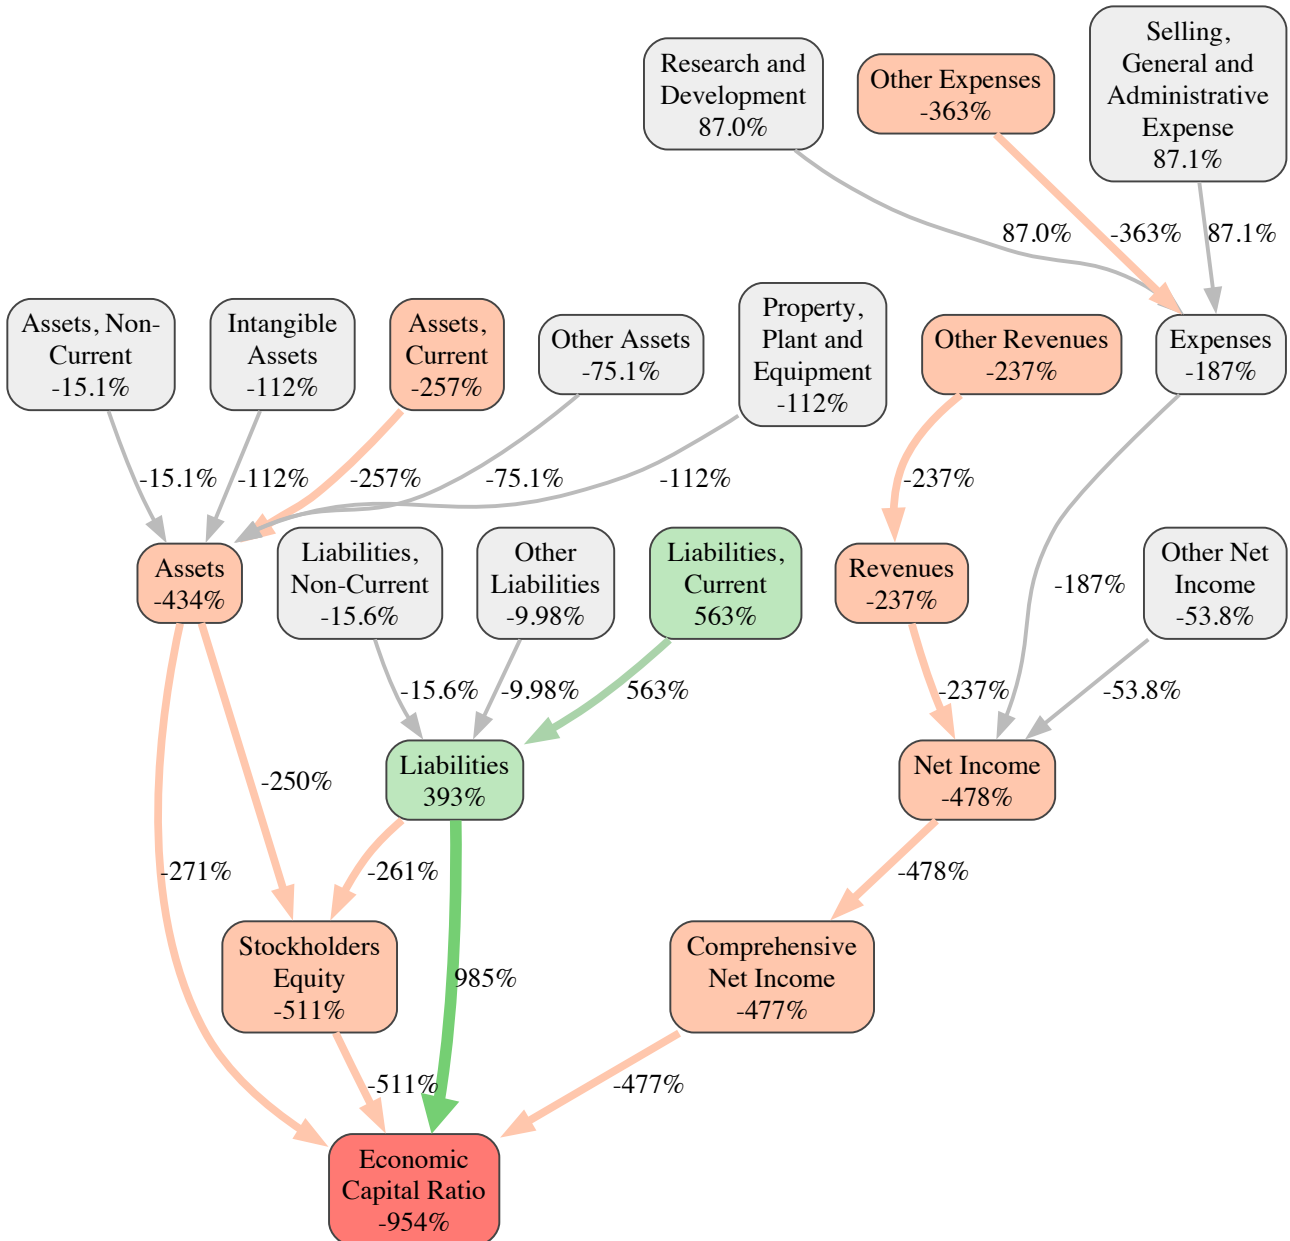 Selling,
General and
Administrative
Expense
87.1%
Research and
Development
87.0%
Other Expenses
-363%
87.0%
-363%
87.1%
Assets, Non-
Current
-15.1%
Intangible
Assets
-112%
Assets,
Current
-257%
Other Assets
-75.1%
Property,
Plant and
Equipment
-112%
Other Revenues
-237%
Expenses
-187%
-15.1%
-112%
-257%
-75.1%
-112%
-237%
Assets
-434%
Liabilities,
Non-Current
-15.6%
Other
Liabilities
-9.98%
Liabilities,
Current
563%
Revenues
-237%
-187%
Other Net
Income
-53.8%
-15.6%
-9.98%
563%
-237%
-53.8%
-250%
Liabilities
393%
Net Income
-478%
-271%
-261%
-478%
Stockholders
Equity
-511%
985%
Comprehensive
Net Income
-477%
-511%
-477%
Economic
Capital Ratio
-954%